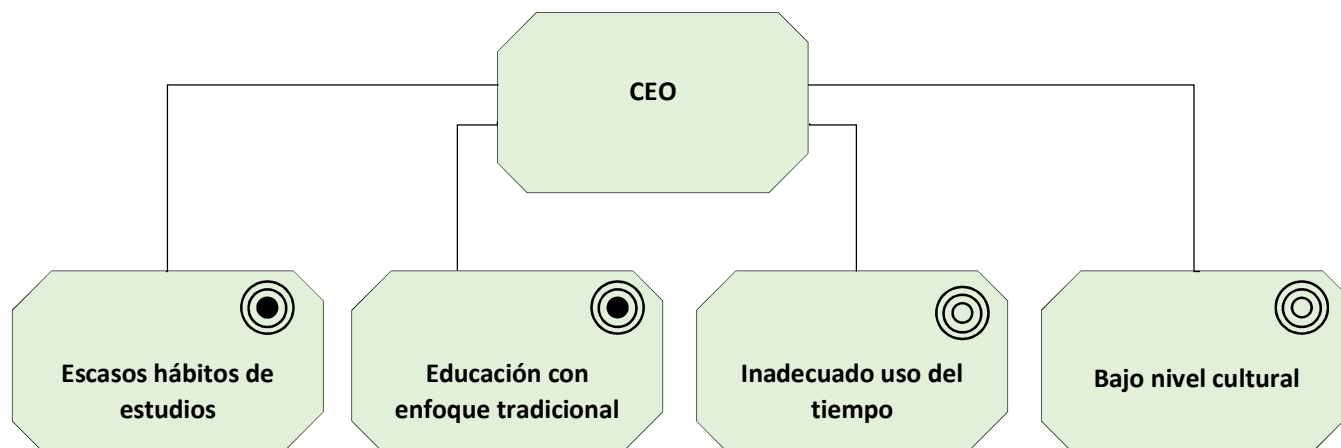 CEO
Escasos hábitos de
estudios
Educación con
enfoque tradicional
Inadecuado uso del
tiempo
Bajo nivel cultural